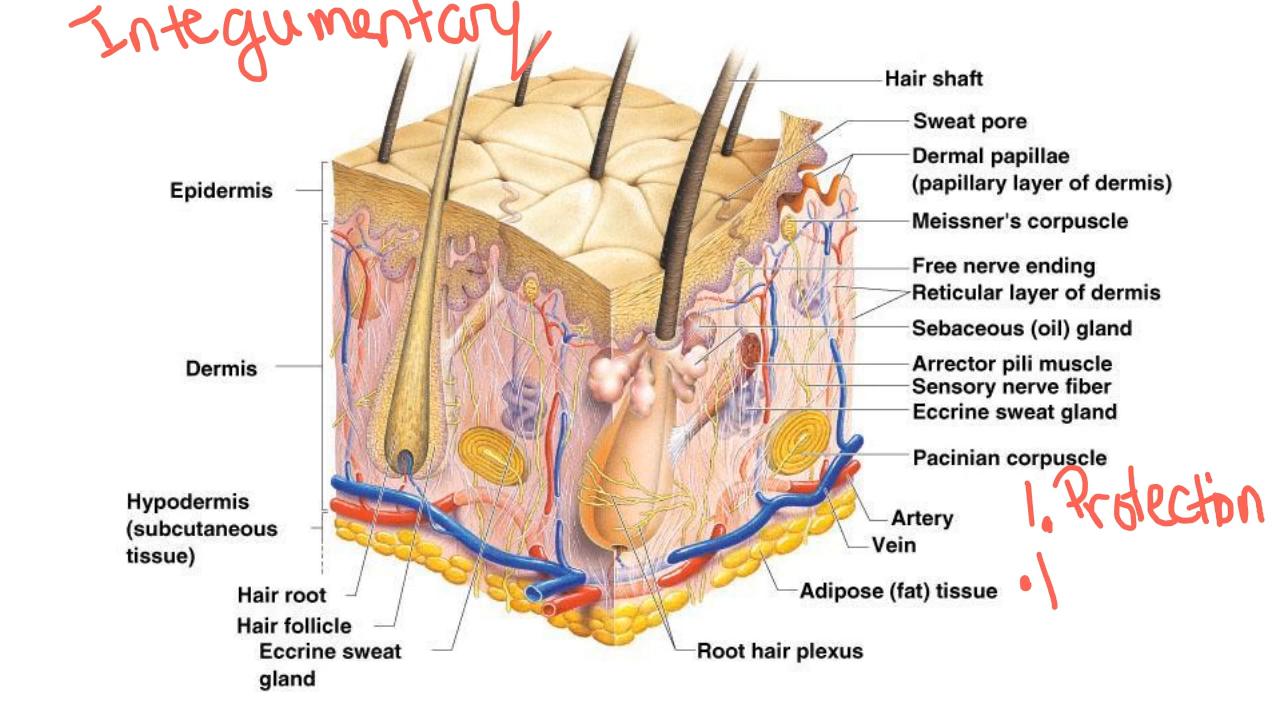 Integumentary
Hair shaft
Sweat pore
Dermal papillae
(papillary layer of dermis)
Epidermis
Meissner's corpuscle
Free nerve ending
Reticular layer of dermis
Sebaceous (oil) gland
Dermis
Arrector pili muscle
Sensory nerve fiber
Eccrine sweat gland
Pacinian corpuscle
1. Protection
Hypodermis
(subcutaneous
tissue)
Artery
Vein
Adipose (fat) tissue
Hair root
Hair follicle
Eccrine sweat
gland
Root hair plexus